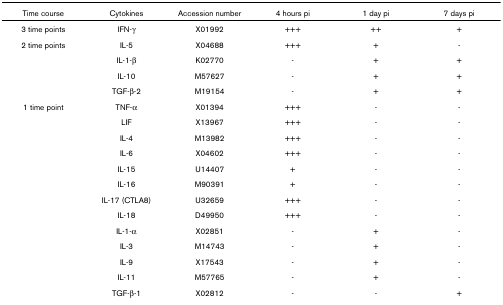 Time course Cytokines Accession number 4 hours pi 1 day pi 7 days pi
3 time points IFN-γ X01992 +++ ++ +
2 time points IL-5 X04688 +++ + -
IL-1-β K02770 - + +
IL-10 M57627 - + +
TGF-β-2 M19154 - + +
1 time point TNF-α X01394 +++ - -
LIF X13967 +++ - -
IL-4 M13982 +++ - -
IL-6 X04602 +++ - -
IL-15 U14407 + - -
IL-16 M90391 + - -
IL-17 (CTLA8) U32659 +++ - -
IL-18 D49950 +++ - -
IL-1-α X02851 - + -
IL-3 M14743 - + -
IL-9 X17543 - + -
IL-11 M57765 - + -
TGF-β-1 X02812 - - +